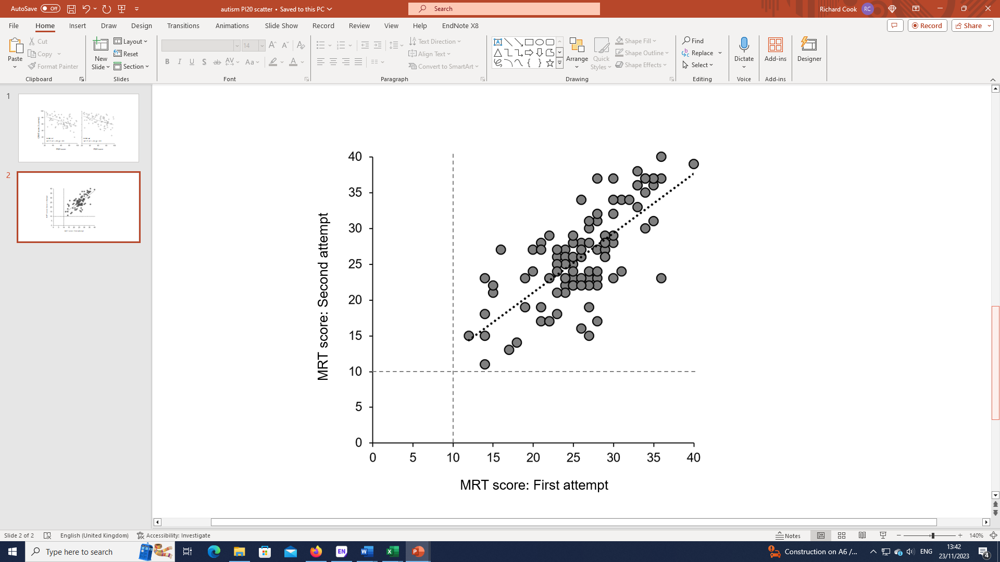 AutoSave Off
autism PI20 scatter • Saved to this PC
Search
Richard Cook RC
File Home Insert Draw Design Transitions Animations Slide Show Record Review View Help EndNote X8
Record Share
Paste
Cut
Copy
Format Painter
Clipboard
New Slide
Layout
Reset
Section
Slides
14
B I U S ab AV Aa A
Font
Text Direction
Align Text
Convert to SmartArt
Paragraph
Arrange
Quick Styles
Shape Fill
Shape Outline
Shape Effects
Drawing
Find
Replace
Select
Editing
Dictate
Voice
Add-ins
Add-ins
Designer
1
2
MRT score: Second attempt
40
35
30
25
20
15
10
5
0
0 5 10 15 20 25 30 35 40
MRT score: First attempt
Slide 2 of 2 English (United Kingdom) Accessibility: Investigate
Notes 140%
Type here to search
EN
Construction on A6 /...
ENG
13:42
23/11/2023
4